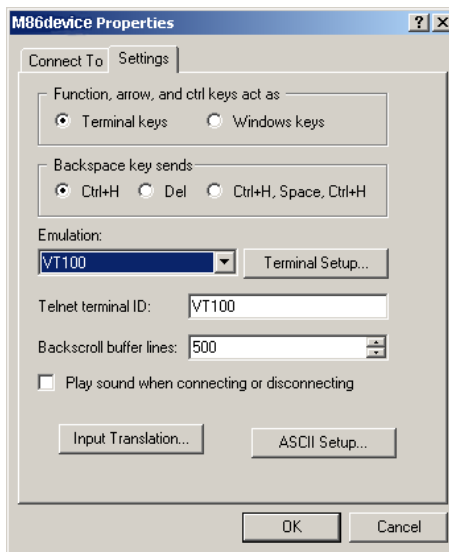 M86device Properties
Connect To Settings
Function, arrow, and ctrl keys act as
Terminal keys Windows keys
Backspace key sends
Ctrl+H Del Ctrl+H, Space, Ctrl+H
Emulation:
VT100 Terminal Setup...
Telnet terminal ID: VT100
Backscroll buffer lines: 500
Play sound when connecting or disconnecting
Input Translation... ASCII Setup...
OK Cancel